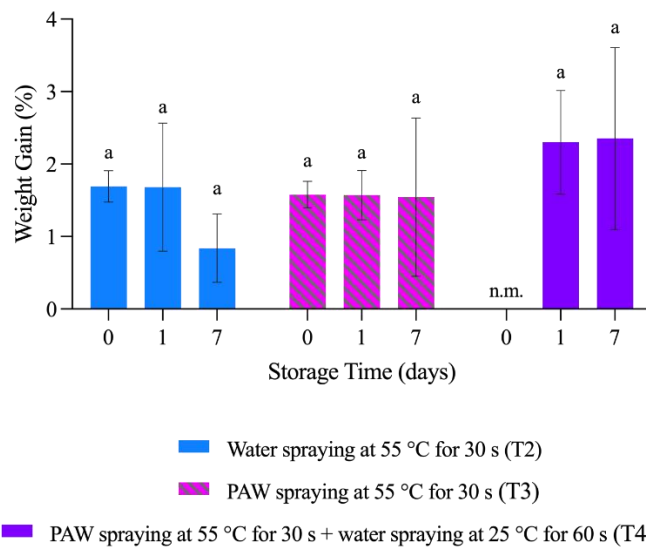 4
a
a
a
a
a
3
a
a
a
Weight Gain (%)
2
1
n.m.
0
0 1 7 0 1 7 0 1 7
Storage Time (days)
Water spraying at 55 °C for 30 s (T2)
PAW spraying at 55 °C for 30 s (T3)
PAW spraying at 55 °C for 30 s + water spraying at 25 °C for 60 s (T4